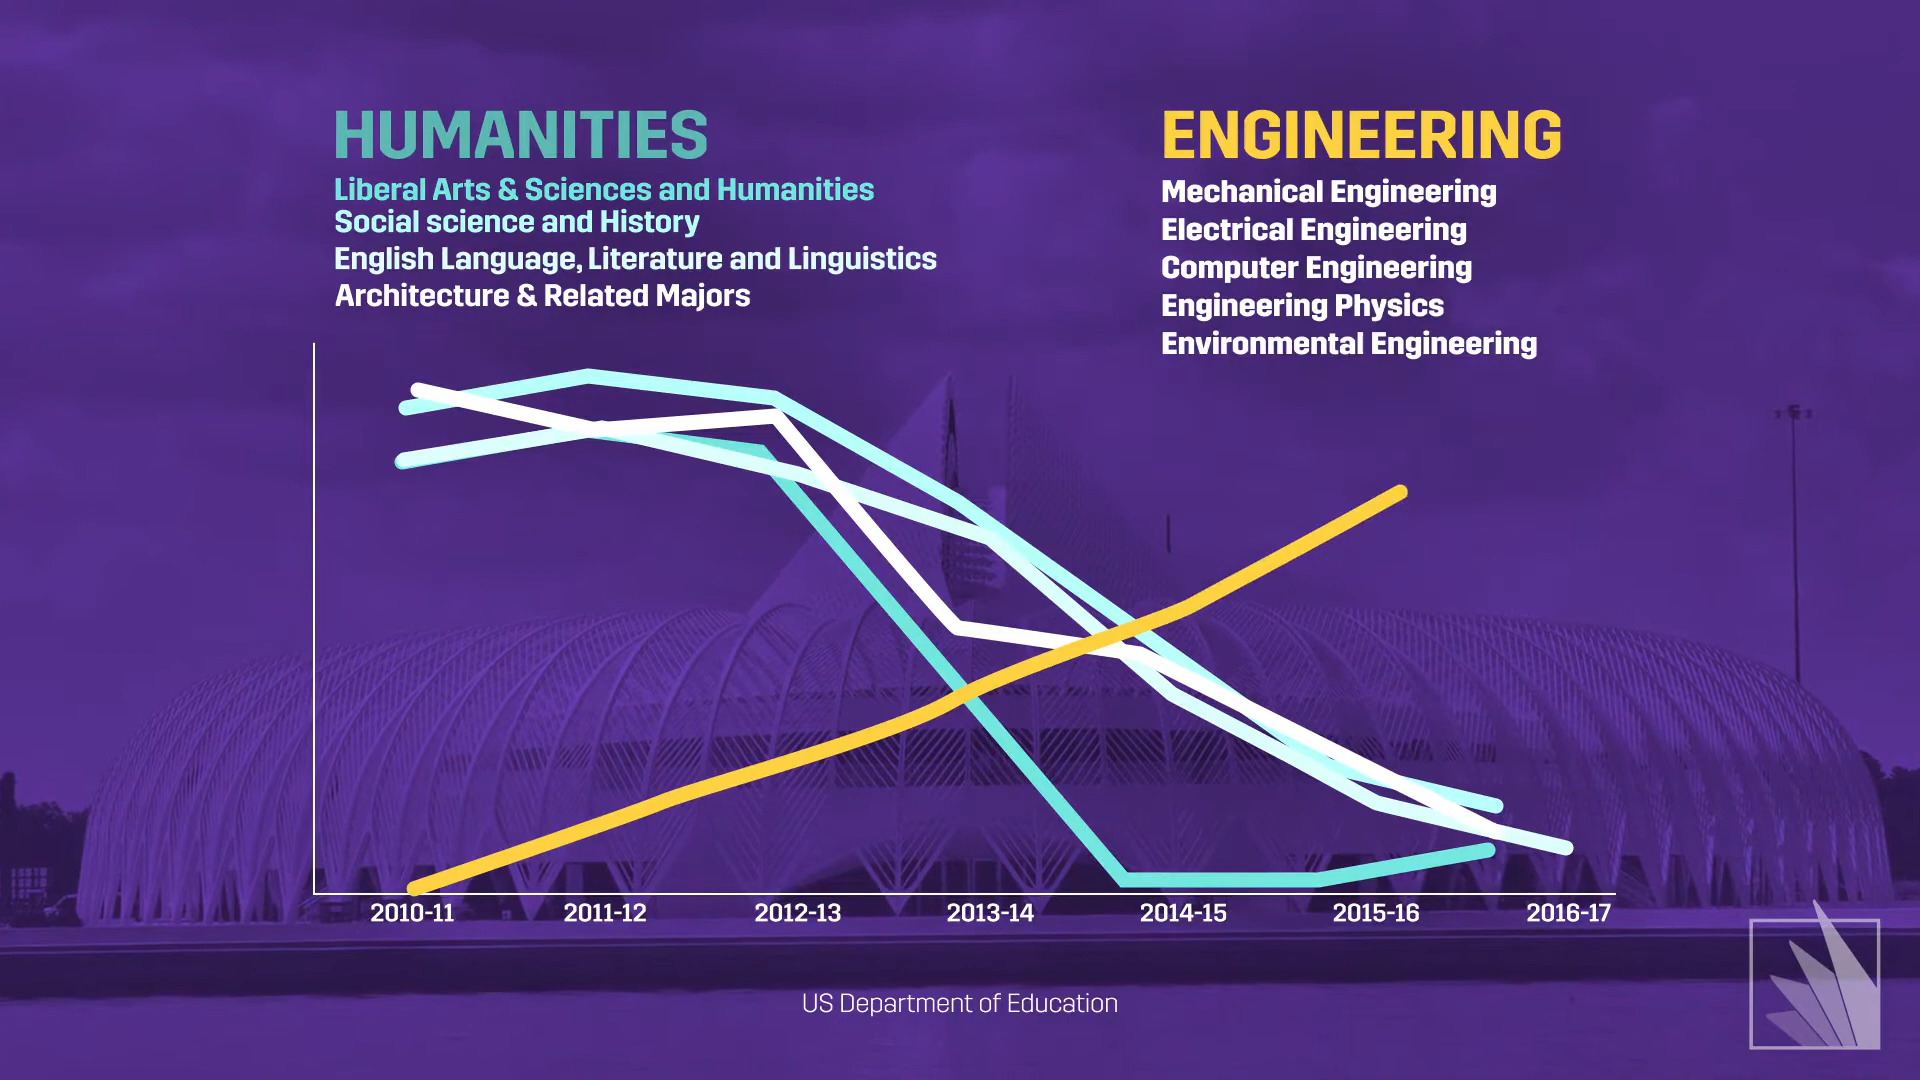 HUMANITIES
Liberal Arts & Sciences and Humanities
Social science and History
English Language, Literature and Linguistics
Architecture & Related Majors
ENGINEERING
Mechanical Engineering
Electrical Engineering
Computer Engineering
Engineering Physics
Environmental Engineering
2010-11 2011-12 2012-13 2013-14 2014-15 2015-16 2016-17
US Department of Education